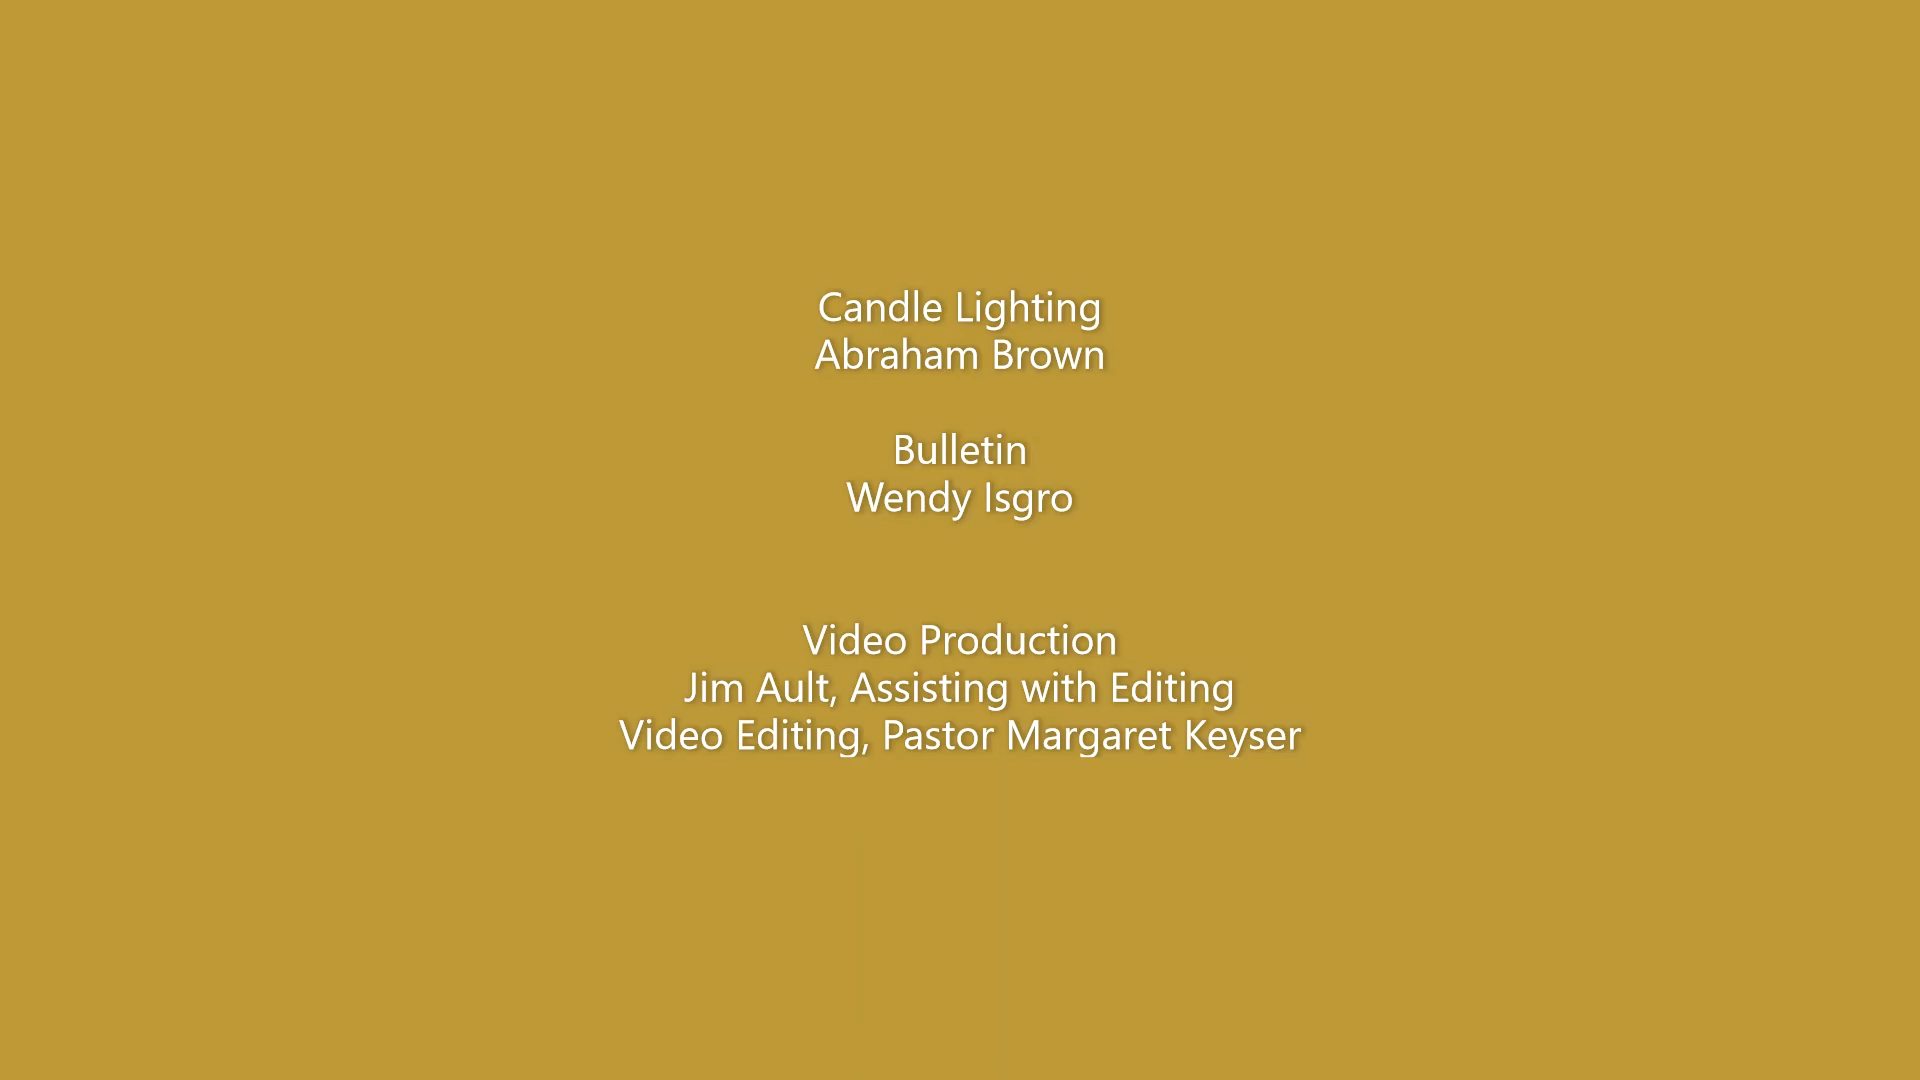 Candle Lighting
Abraham Brown
Bulletin
Wendy Isgro
Video Production
Jim Ault, Assisting with Editing
Video Editing, Pastor Margaret Keyser